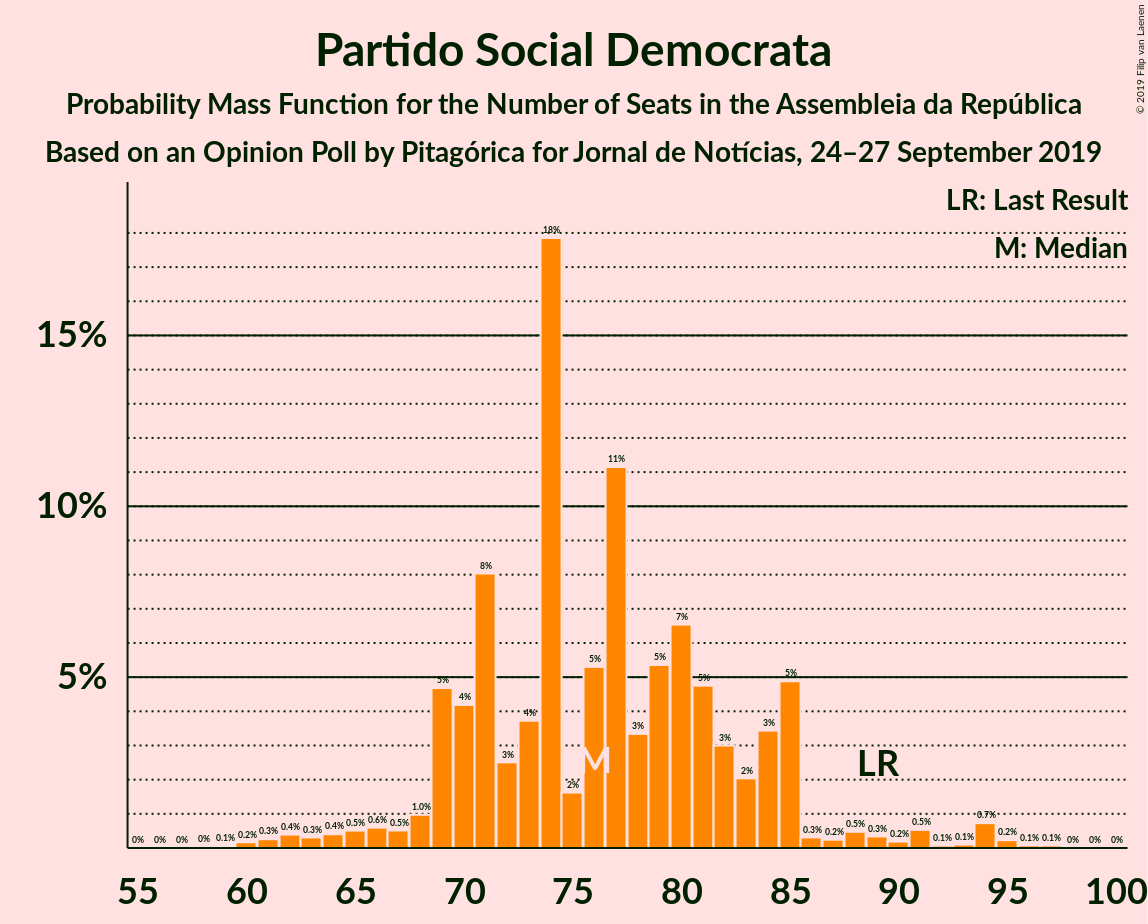 Partido Social Democrata
Probability Mass Function for the Number of Seats in the Assembleia da República
Based on an Opinion Poll by Pitagórica for Jornal de Notícias, 24–27 September 2019
© 2019 Filip van Laenen
LR: Last Result
M: Median
15%
10%
5%
0% 0% 0% 0% 0.1% 0.2% 0.3% 0.4% 0.3% 0.4% 0.5% 0.6% 0.5% 1.0% 5% 4% 8% 3% 4% 18% 2% 5% 11% 3% 5% 7% 5% 3% 2% 3% 5% 0.3% 0.2% 0.5% 0.3% 0.2% 0.5% 0.1% 0.1% 0.7% 0.2% 0.1% 0.1% 0% 0% 0%
M
LR
55 60 65 70 75 80 85 90 95 100